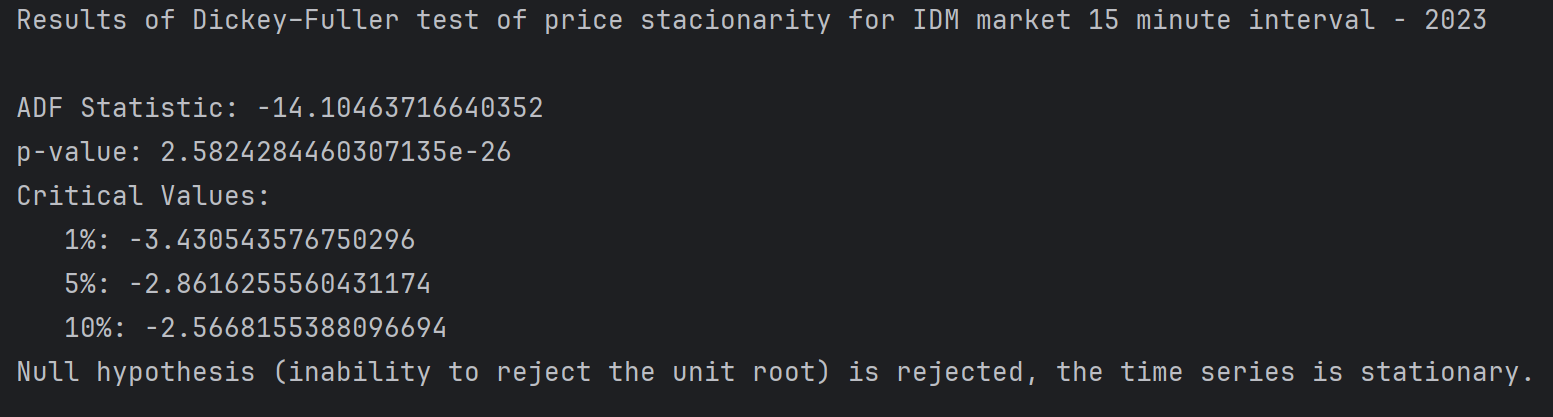 Results of Dickey–Fuller test of price stacionarity for IDM market 15 minute interval - 2023
ADF Statistic: -14.10463716640352
p-value: 2.5824284460307135e-26
Critical Values:
1%: -3.430543576750296
5%: -2.8616255560431174
10%: -2.5668155388096694
Null hypothesis (inability to reject the unit root) is rejected, the time series is stationary.